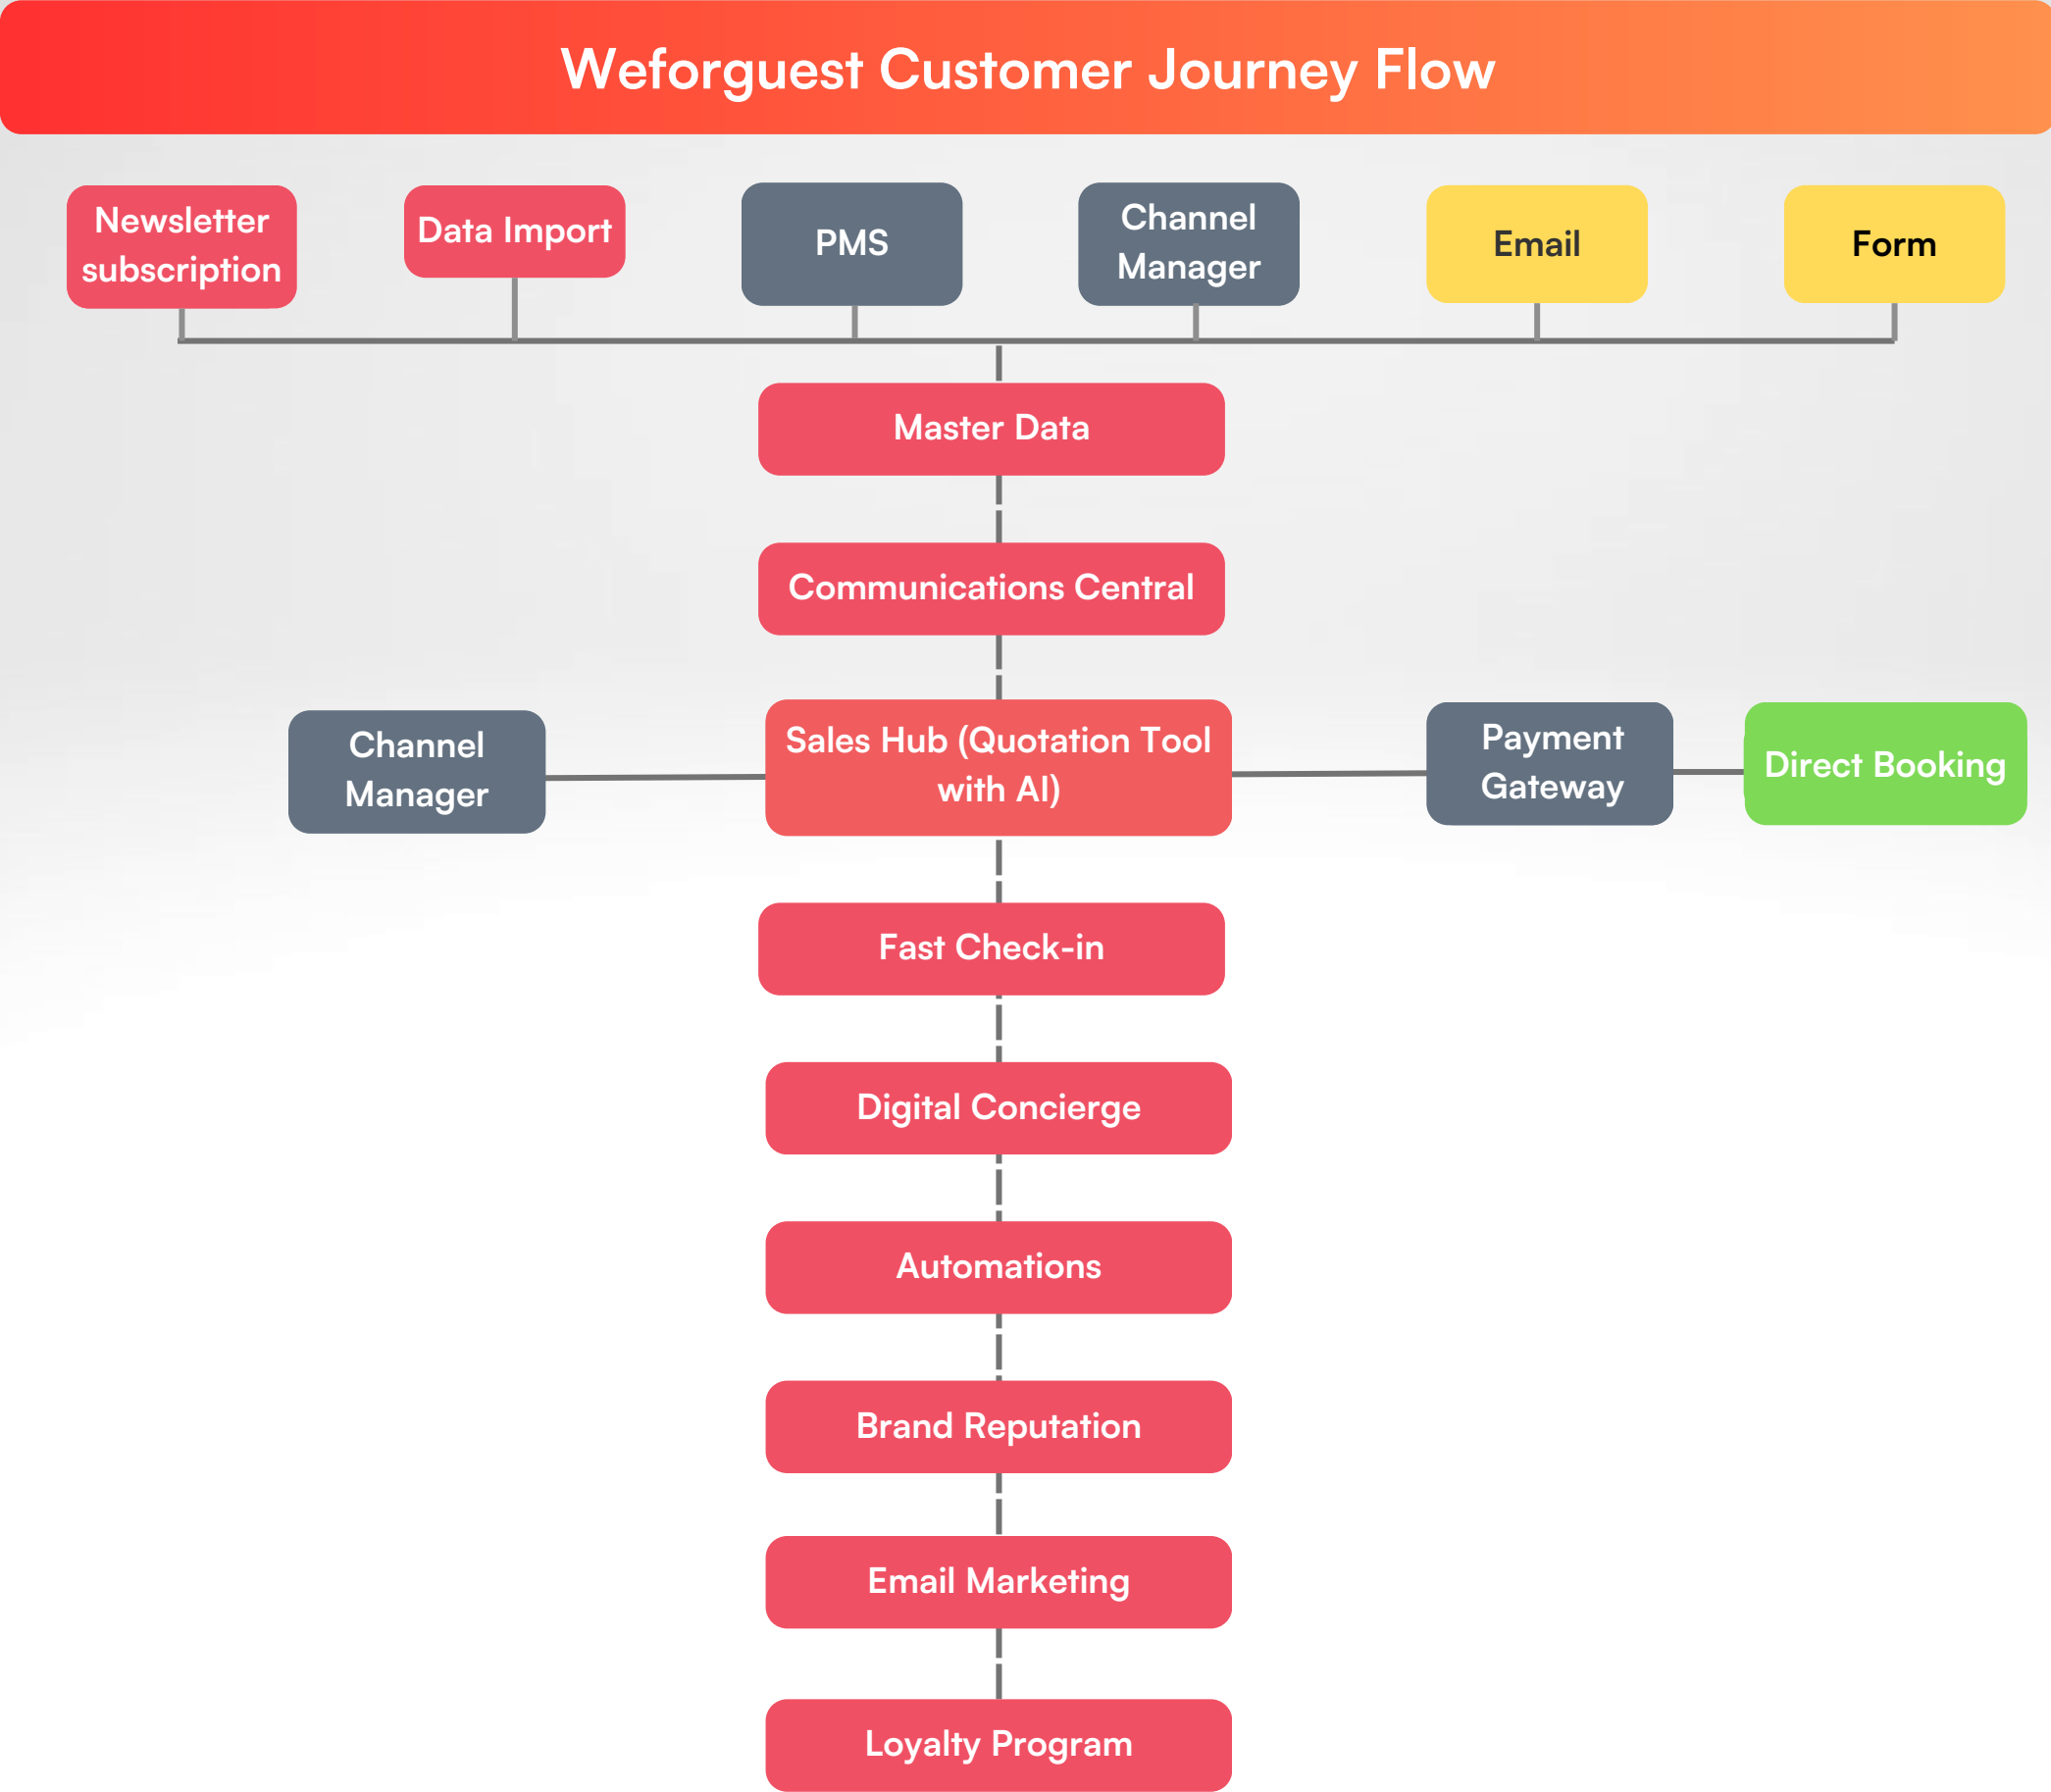 Weforguest Customer Journey Flow
Newsletter
subscription
Data Import
PMS
Channel
Manager
Email
Form
Master Data
Communications Central
Channel
Manager
Sales Hub (Quotation Tool
with AI)
Payment
Gateway
Direct Booking
Fast Check-in
Digital Concierge
Automations
Brand Reputation
Email Marketing
Loyalty Program